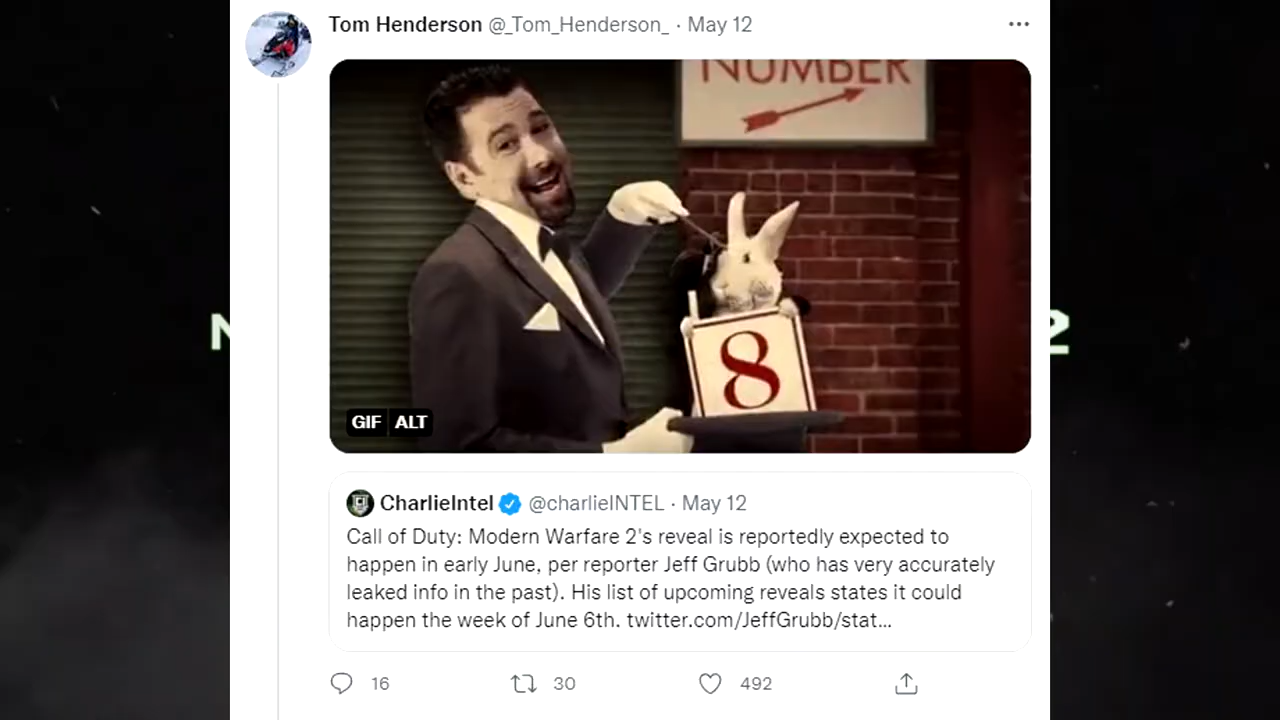 Tom Henderson @_Tom_Henderson_ · May 12
NUMBER
8
GIF ALT
N
2
CharlieIntel @charlieINTEL · May 12
Call of Duty: Modern Warfare 2's reveal is reportedly expected to
happen in early June, per reporter Jeff Grubb (who has very accurately
leaked info in the past). His list of upcoming reveals states it could
happen the week of June 6th. twitter.com/JeffGrubb/stat...
16 30 492